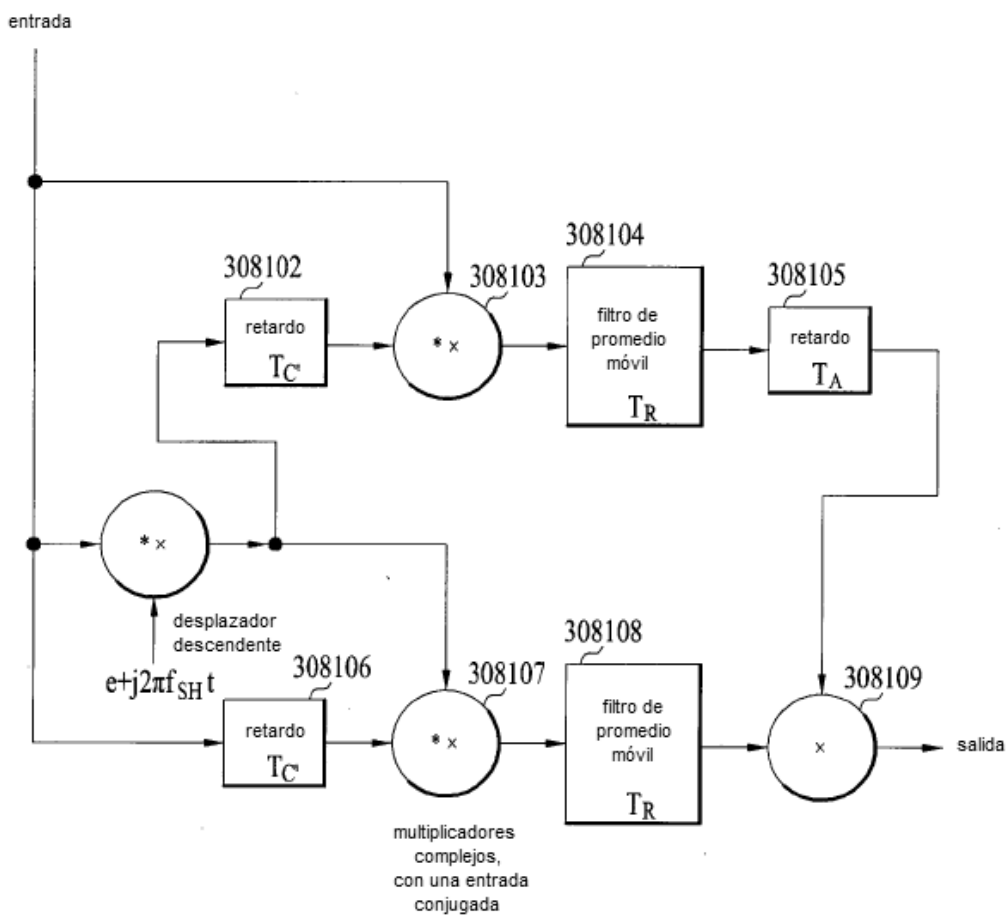 entrada
308104
308102
308103
308105
retardo
T_C'
* ×
filtro de
promedio
móvil
T_R
retardo
T_A
* ×
desplazador
descendente
e+j2πf_SH t
308106
308107
308108
308109
retardo
T_C'
* ×
filtro de
promedio
móvil
T_R
×
salida
multiplicadores
complejos,
con una entrada
conjugada